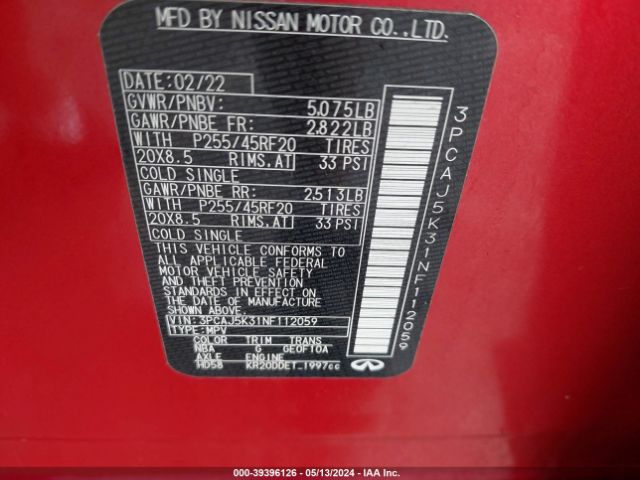 MFD BY NISSAN MOTOR CO.,LTD.
DATE: 02/22
GVWR/PNBV: 5,075LB
GAWR/PNBE FR: 2,822LB
WITH P255/45RF20 TIRES
20X8.5 RIMS,AT 33 PSI
COLD SINGLE
GAWR/PNBE RR: 2,513LB
WITH P255/45RF20 TIRES
20X8.5 RIMS,AT 33 PSI
COLD SINGLE
THIS VEHICLE CONFORMS TO
ALL APPLICABLE FEDERAL
MOTOR VEHICLE SAFETY
AND THEFT PREVENTION
STANDARDS IN EFFECT ON
THE DATE OF MANUFACTURE
SHOWN ABOVE.
VIN: 3PCAJ5K31NF112059
TYPE: MPV
COLOR TRIM TRANS
NBA G GE0F10A
AXLE ENGINE
HD58 KR20DDET 1997cc
3PCAJ5K31NF112059
INFINITI
000-39396126 - 05/13/2024 - IAA Inc.